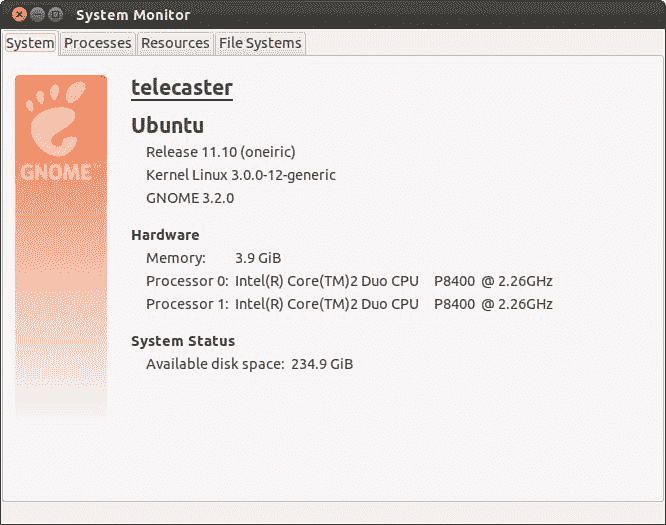 System Monitor
System Processes Resources File Systems
GNOME™
telecaster
Ubuntu
Release 11.10 (oneiric)
Kernel Linux 3.0.0-12-generic
GNOME 3.2.0
Hardware
Memory: 3.9 GiB
Processor 0: Intel(R) Core(TM)2 Duo CPU P8400 @ 2.26GHz
Processor 1: Intel(R) Core(TM)2 Duo CPU P8400 @ 2.26GHz
System Status
Available disk space: 234.9 GiB